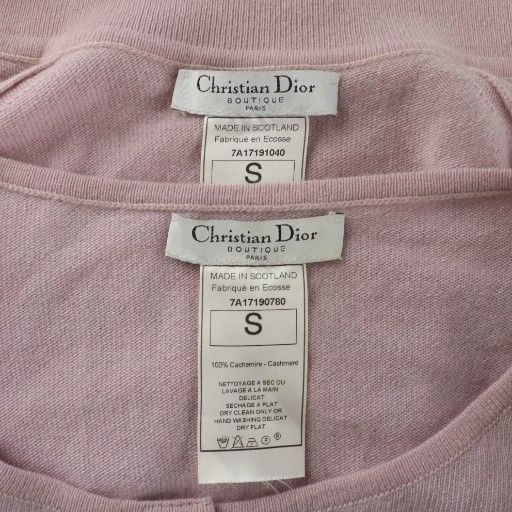 Christian Dior
BOUTIQUE
PARIS
MADE IN SCOTLAND
Fabriqué en Ecosse
7A17191040
S
Christian Dior
BOUTIQUE
PARIS
MADE IN SCOTLAND
Fabriqué en Ecosse
7A17190780
S
100% Cachemire - Cashmere
NETTOYAGE A SEC OU
LAVAGE A LA MAIN
DELICAT
SECHAGE A PLAT
DRY CLEAN ONLY OR
HAND WASHING DELICAT
DRY FLAT
P ®